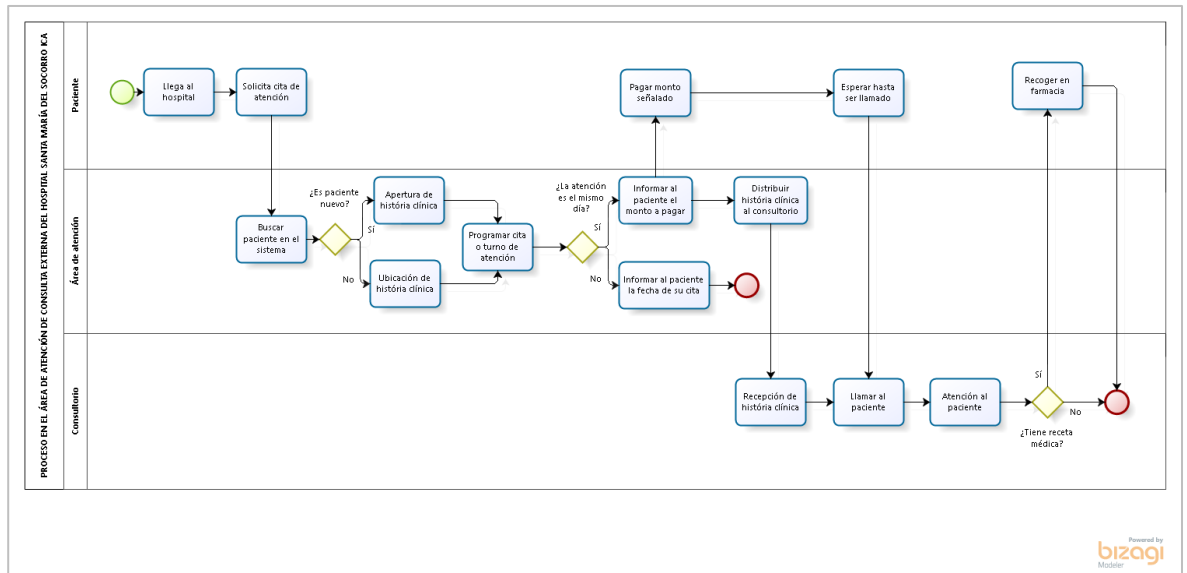 PROCESO EN EL ÁREA DE ATENCIÓN DE CONSULTA EXTERNA DEL HOSPITAL SANTA MARÍA DEL SOCORRO ICA
Paciente
Llega al
hospital
Solicita cita de
atención
Pagar monto
señalado
Esperar hasta
ser llamado
Recoger en
farmacia
Área de atención
Buscar
paciente en el
sistema
¿Es paciente
nuevo?
Sí
No
Apertura de
história clínica
Ubicación de
história clínica
Programar cita
o turno de
atención
¿La atención
es el mismo
día?
Sí
No
Informar al
paciente el
monto a pagar
Distribuir
história clínica
al consultorio
Informar al paciente
la fecha de su cita
Consultorio
Recepción de
história clínica
Llamar al
paciente
Atención al
paciente
Sí
No
¿Tiene receta
médica?
Powered by
bizagi
Modeler